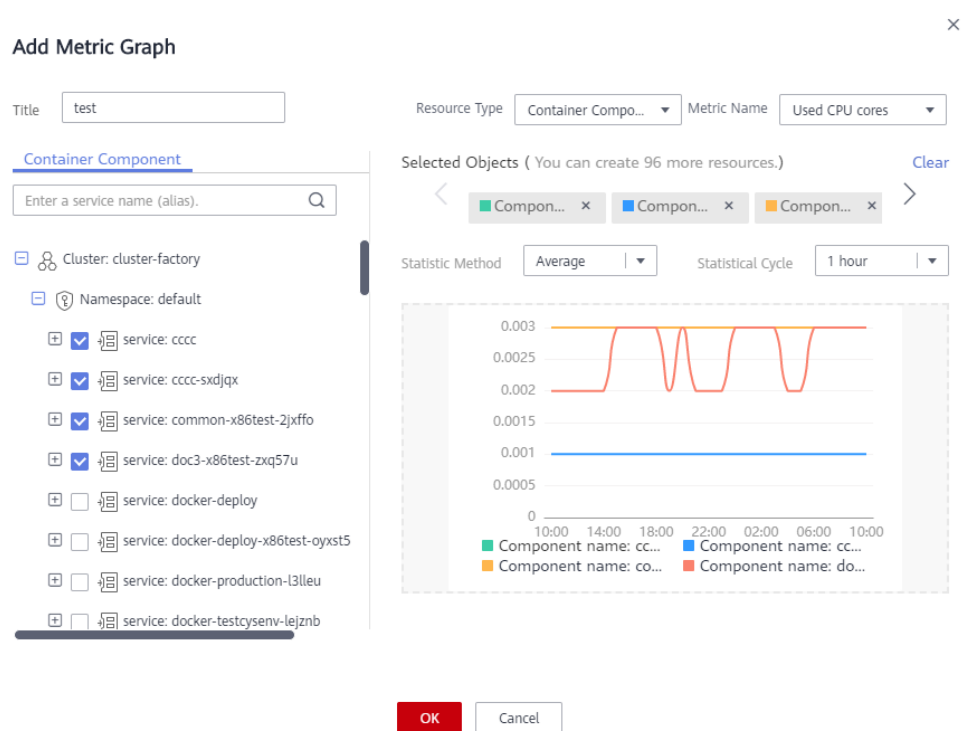 Add Metric Graph
Title
test
Resource Type
Container Compo...
Metric Name
Used CPU cores
Container Component
Enter a service name (alias).
Cluster: cluster-factory
Namespace: default
service: cccc
service: cccc-sxdjqx
service: common-x86test-2jxffo
service: doc3-x86test-zxq57u
service: docker-deploy
service: docker-deploy-x86test-oyxst5
service: docker-production-l3lleu
service: docker-testcysenv-lejznb
Selected Objects ( You can create 96 more resources.)
Clear
Compon...
Compon...
Compon...
Statistic Method
Average
Statistical Cycle
1 hour
0.003
0.0025
0.002
0.0015
0.001
0.0005
0
10:00 14:00 18:00 22:00 02:00 06:00 10:00
Component name: cc...
Component name: cc...
Component name: co...
Component name: do...
OK
Cancel